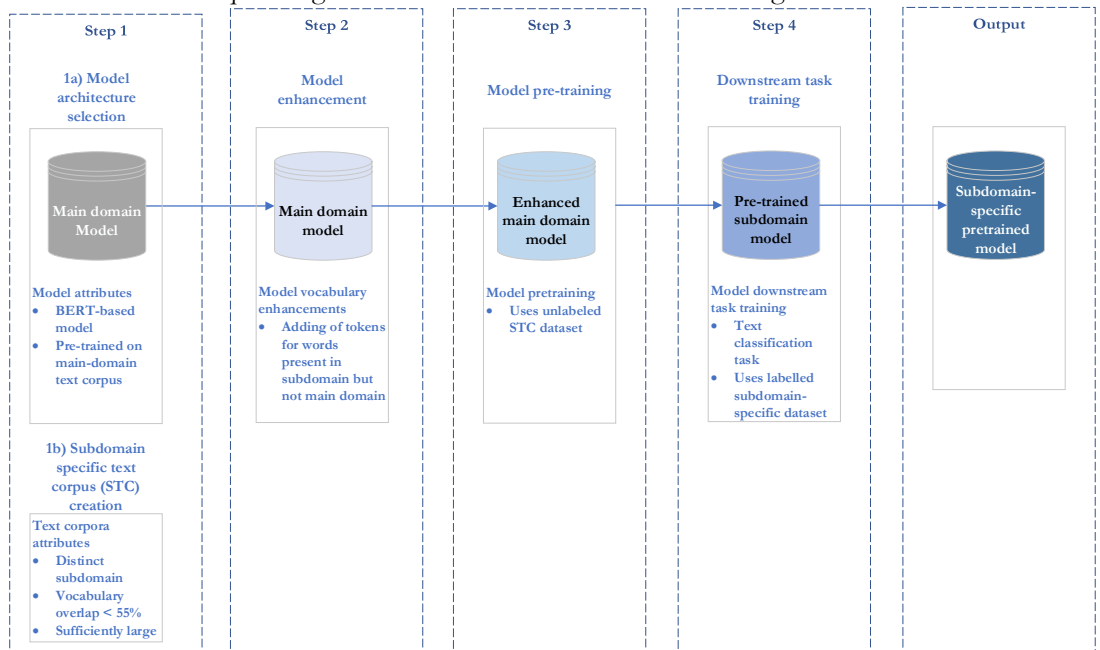 Step 1
1a) Model
architecture
selection
Main domain
Model
Model attributes
• BERT-based
model
• Pre-trained on
main-domain
text corpus
1b) Subdomain
specific text
corpus (STC)
creation
Text corpora
attributes
• Distinct
subdomain
• Vocabulary
overlap < 55%
• Sufficiently large
Step 2
Model
enhancement
Main domain
model
Model vocabulary
enhancements
• Adding of tokens
for words
present in
subdomain but
not main domain
Step 3
Model pre-training
Enhanced
main domain
model
Model pretraining
• Uses unlabeled
STC dataset
Step 4
Downstream task
training
Pre-trained
subdomain
model
Model downstream
task training
• Text
classification
task
• Uses labelled
subdomain-
specific dataset
Output
Subdomain-
specific
pretrained
model